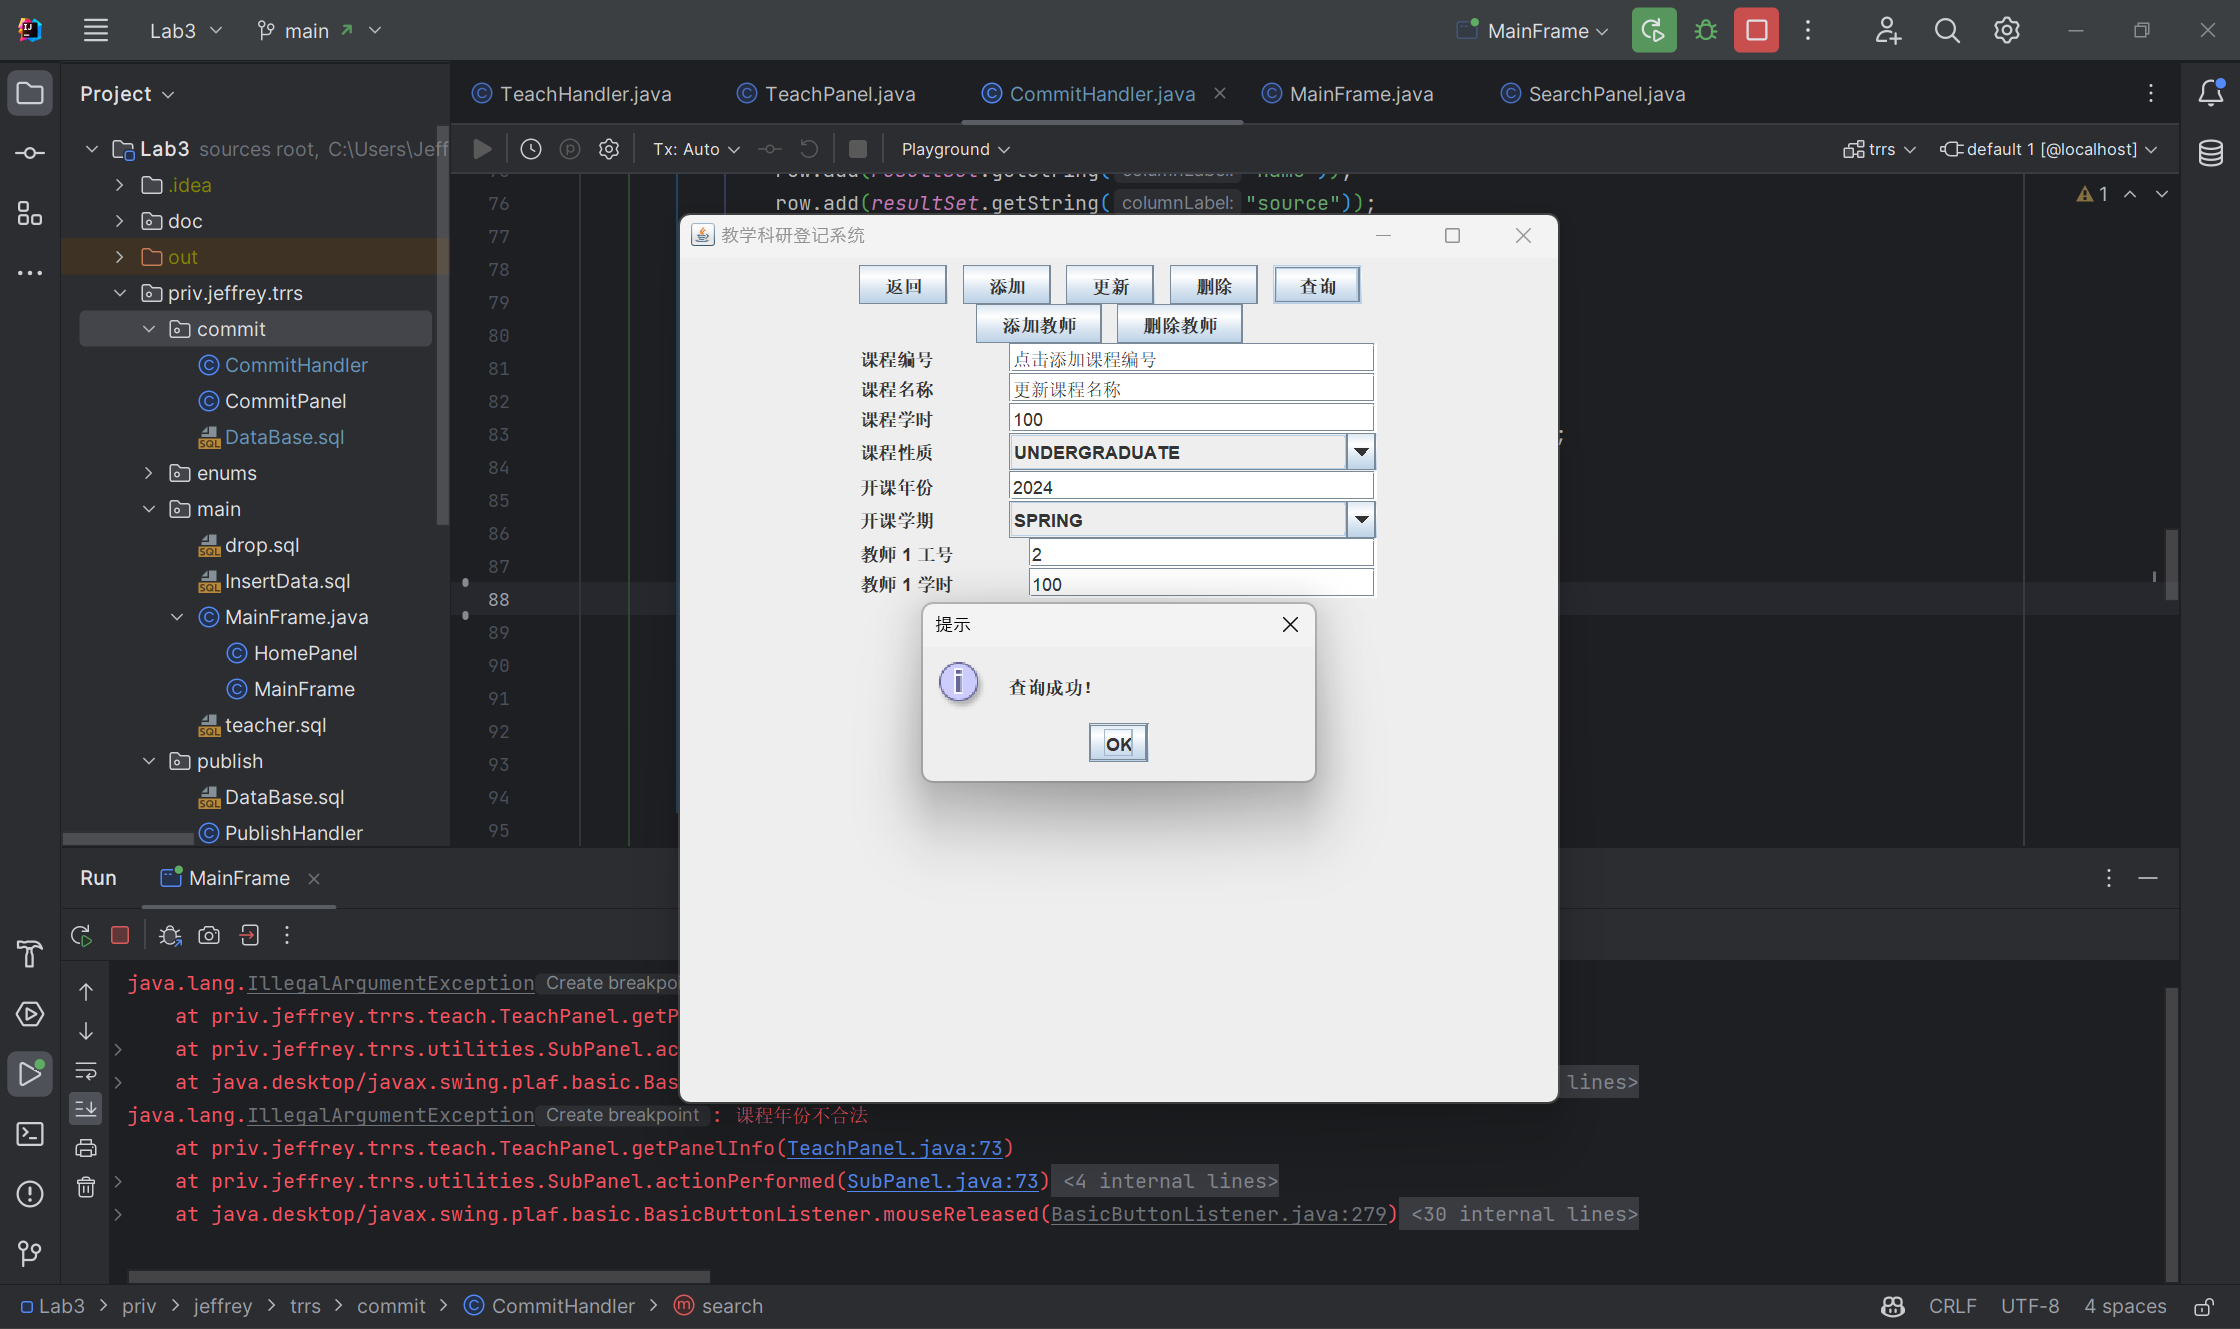 Lab3
main
MainFrame
Project
TeachHandler.java
TeachPanel.java
CommitHandler.java
MainFrame.java
SearchPanel.java
Tx: Auto
Playground
trrs
default 1 [@localhost]
Lab3 sources root, C:\Users\Jeff
.idea
doc
out
priv.jeffrey.trrs
commit
CommitHandler
CommitPanel
DataBase.sql
enums
main
drop.sql
InsertData.sql
MainFrame.java
HomePanel
MainFrame
teacher.sql
publish
DataBase.sql
PublishHandler
1
76 row.add(resultSet.getString( columnLabel: "source"));
77
78
79
80
81
82
83
84
85
86
87
88
89
90
91
92
93
94
95
;
教学科研登记系统
返回
添加
更新
删除
查询
添加教师
删除教师
课程编号 点击添加课程编号
课程名称 更新课程名称
课程学时 100
课程性质 UNDERGRADUATE
开课年份 2024
开课学期 SPRING
教师 1 工号 2
教师 1 学时 100
提示
查询成功!
OK
Run
MainFrame
java.lang.IllegalArgumentException Create breakpoi
at priv.jeffrey.trrs.teach.TeachPanel.getP
at priv.jeffrey.trrs.utilities.SubPanel.ac
at java.desktop/javax.swing.plaf.basic.Bas lines>
java.lang.IllegalArgumentException Create breakpoint : 课程年份不合法
at priv.jeffrey.trrs.teach.TeachPanel.getPanelInfo(TeachPanel.java:73)
at priv.jeffrey.trrs.utilities.SubPanel.actionPerformed(SubPanel.java:73) <4 internal lines>
at java.desktop/javax.swing.plaf.basic.BasicButtonListener.mouseReleased(BasicButtonListener.java:279) <30 internal lines>
Lab3 > priv > jeffrey > trrs > commit > CommitHandler > search
CRLF
UTF-8
4 spaces